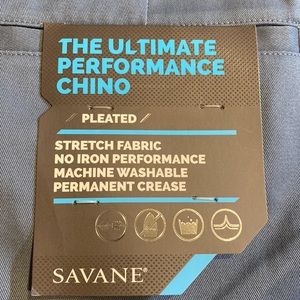 THE ULTIMATE
PERFORMANCE
CHINO
PLEATED
STRETCH FABRIC
NO IRON PERFORMANCE
MACHINE WASHABLE
PERMANENT CREASE
SAVANE®